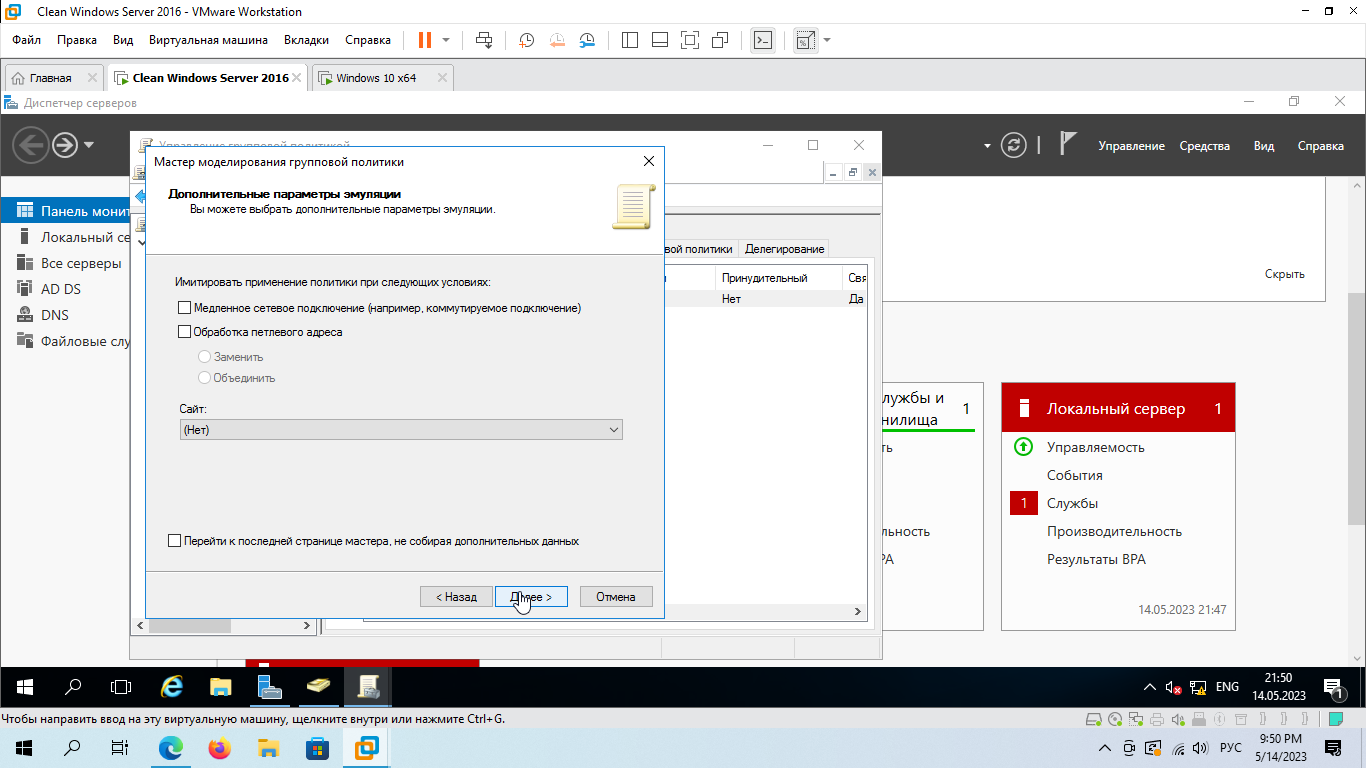 Clean Windows Server 2016 - VMware Workstation
Файл Правка Вид Виртуальная машина Вкладки Справка
Главная Clean Windows Server 2016 Windows 10 x64
Диспетчер серверов
Управление Средства Вид Справка
Управление групповой политикой
Мастер моделирования групповой политики
Дополнительные параметры эмуляции
Вы можете выбрать дополнительные параметры эмуляции.
Имитировать применение политики при следующих условиях:
Медленное сетевое подключение (например, коммутируемое подключение)
Обработка петлевого адреса
Заменить
Объединить
Сайт:
(Нет)
Перейти к последней странице мастера, не собирая дополнительных данных
< Назад
Далее >
Отмена
Панель монит
Локальный се
Все серверы
AD DS
DNS
Файловые слу
вой политики Делегирование
Принудительный Свя
Нет Да
Скрыть
лужбы и
нилища
1
ть
льность
РА
Локальный сервер 1
Управляемость
События
1 Службы
Производительность
Результаты BPA
14.05.2023 21:47
ENG
21:50
14.05.2023
1
Чтобы направить ввод на эту виртуальную машину, щелкните внутри или нажмите Ctrl+G.
РУС
9:50 PM
5/14/2023